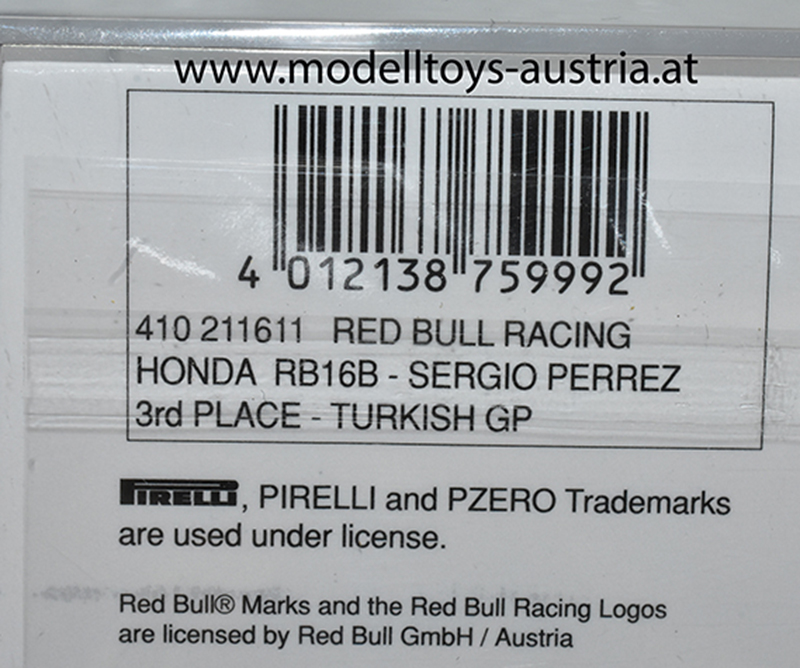 www.modelltoys-austria.at
4 012138 759992
410 211611 RED BULL RACING
HONDA RB16B - SERGIO PERREZ
3rd PLACE - TURKISH GP
PIRELLI, PIRELLI and PZERO Trademarks
are used under license.
Red Bull® Marks and the Red Bull Racing Logos
are licensed by Red Bull GmbH / Austria